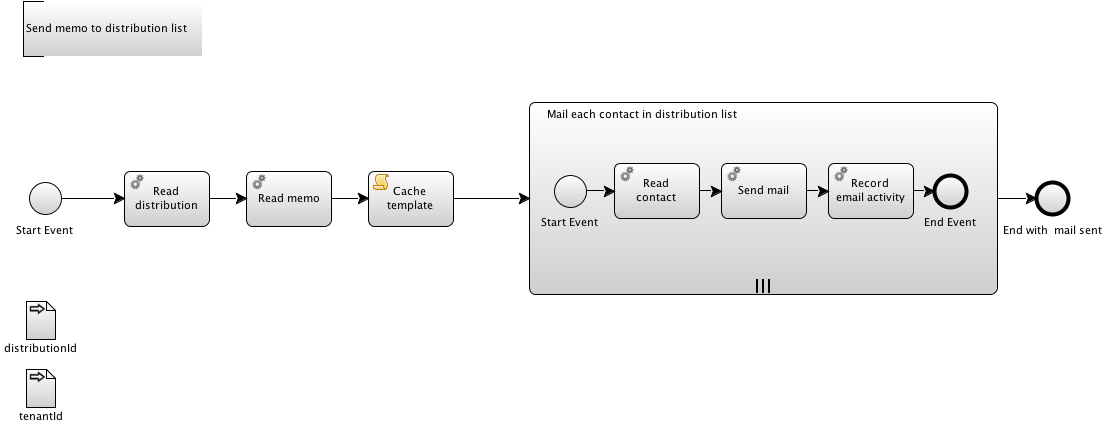 Send memo to distribution list
Mail each contact in distribution list
Read
distribution
Read memo
Cache
template
Read
contact
Send mail
Record
email activity
Start Event
Start Event
End Event
End with  mail sent
distributionId
tenantId